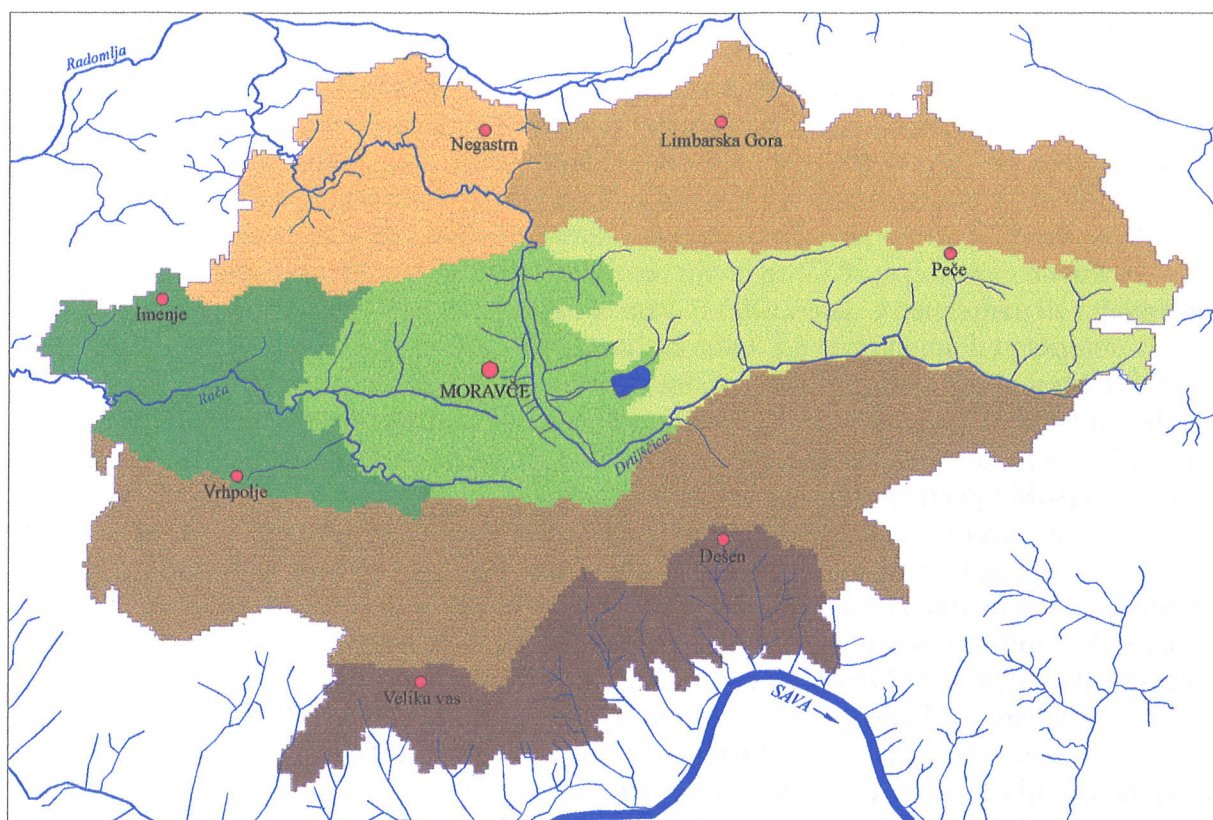 Radomlja
Negastrn
Limbarska Gora
Peče
Imenje
MORAVČE
Rača
Drtijščica
Vrhpolje
Dešen
Velika vas
SAVA